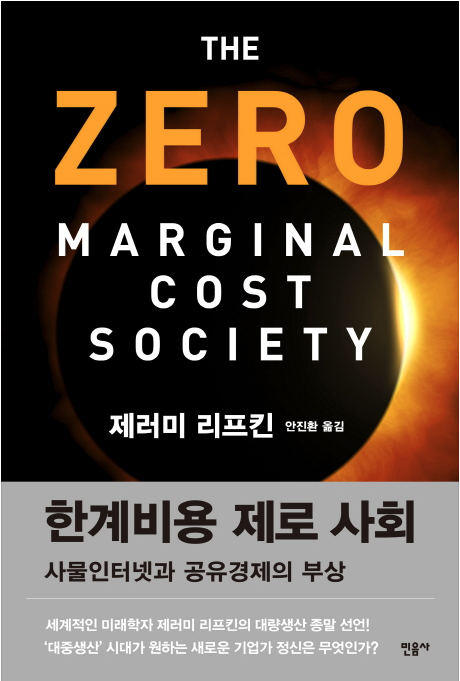 THE
ZERO
MARGINAL
COST
SOCIETY
제러미 리프킨 안진환 옮김
한계비용 제로 사회
사물인터넷과 공유경제의 부상
세계적인 미래학자 제러미 리프킨의 대량생산 종말 선언!
‘대중생산’ 시대가 원하는 새로운 기업가 정신은 무엇인가? 민음사